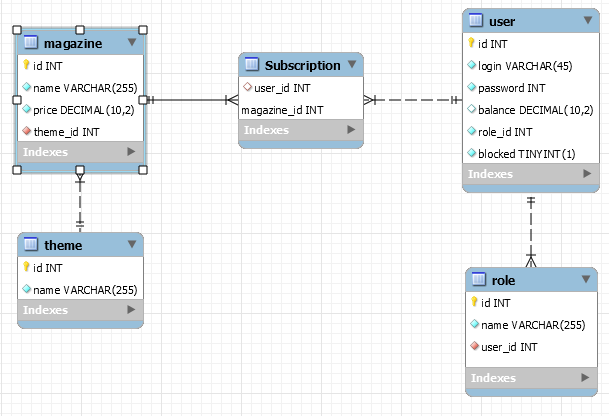 magazine
id INT
name VARCHAR(255)
price DECIMAL(10,2)
theme_id INT
Indexes
Subscription
user_id INT
magazine_id INT
Indexes
user
id INT
login VARCHAR(45)
password INT
balance DECIMAL(10,2)
role_id INT
blocked TINYINT(1)
Indexes
theme
id INT
name VARCHAR(255)
Indexes
role
id INT
name VARCHAR(255)
user_id INT
Indexes